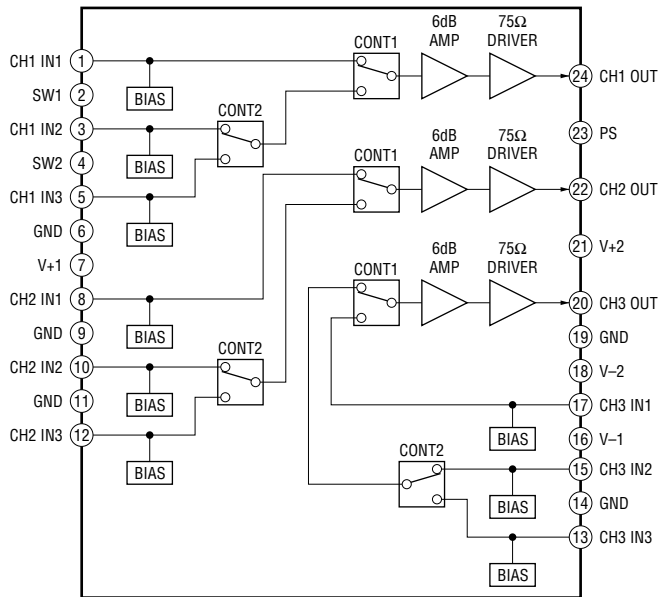 CH1 IN1 1
SW1 2
CH1 IN2 3
SW2 4
CH1 IN3 5
GND 6
V+1 7
CH2 IN1 8
GND 9
CH2 IN2 10
GND 11
CH2 IN3 12
BIAS
BIAS
BIAS
BIAS
BIAS
BIAS
CONT2
CONT2
CONT1
6dB
AMP
75Ω
DRIVER
CONT1
6dB
AMP
75Ω
DRIVER
CONT1
6dB
AMP
75Ω
DRIVER
CONT2
BIAS
BIAS
BIAS
24 CH1 OUT
23 PS
22 CH2 OUT
21 V+2
20 CH3 OUT
19 GND
18 V–2
17 CH3 IN1
16 V–1
15 CH3 IN2
14 GND
13 CH3 IN3